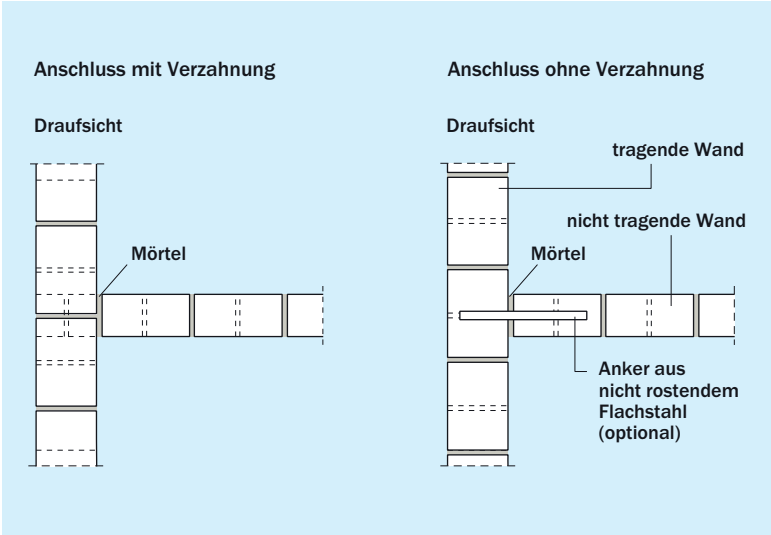 Anschluss mit Verzahnung
Draufsicht
Mörtel
Anschluss ohne Verzahnung
Draufsicht
tragende Wand
nicht tragende Wand
Mörtel
Anker aus
nicht rostendem
Flachstahl
(optional)